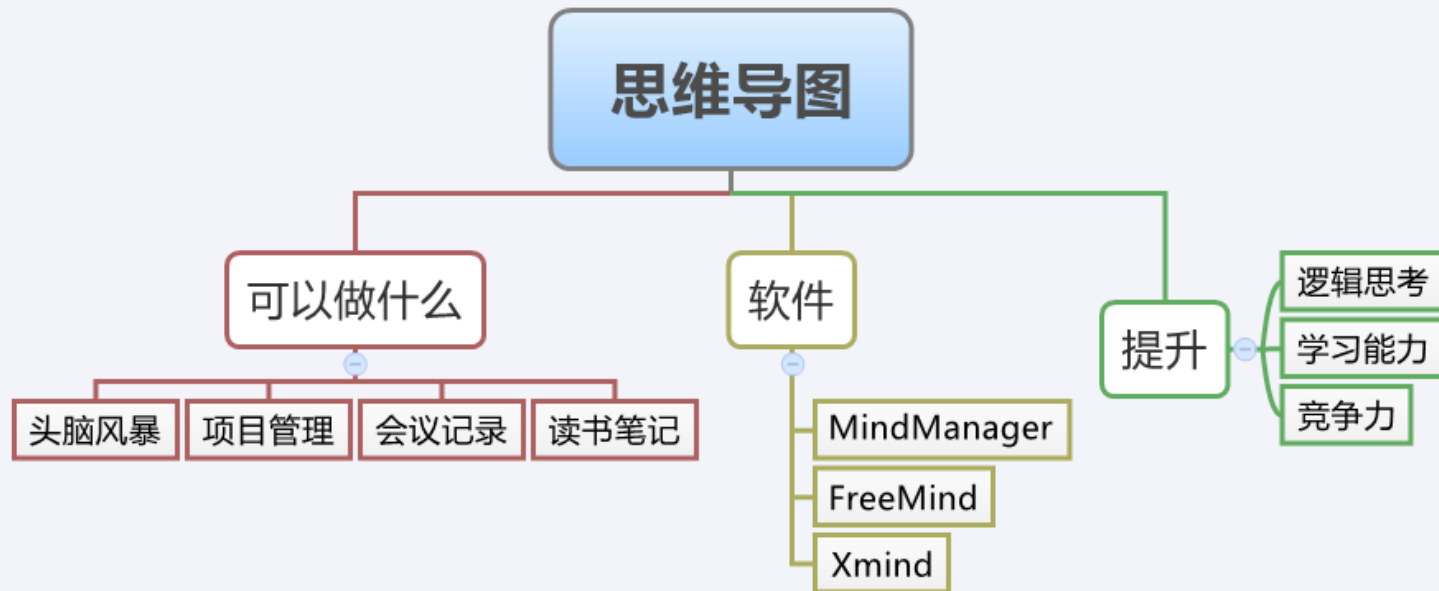 思维导图
可以做什么
头脑风暴
项目管理
会议记录
读书笔记
软件
MindManager
FreeMind
Xmind
提升
逻辑思考
学习能力
竞争力